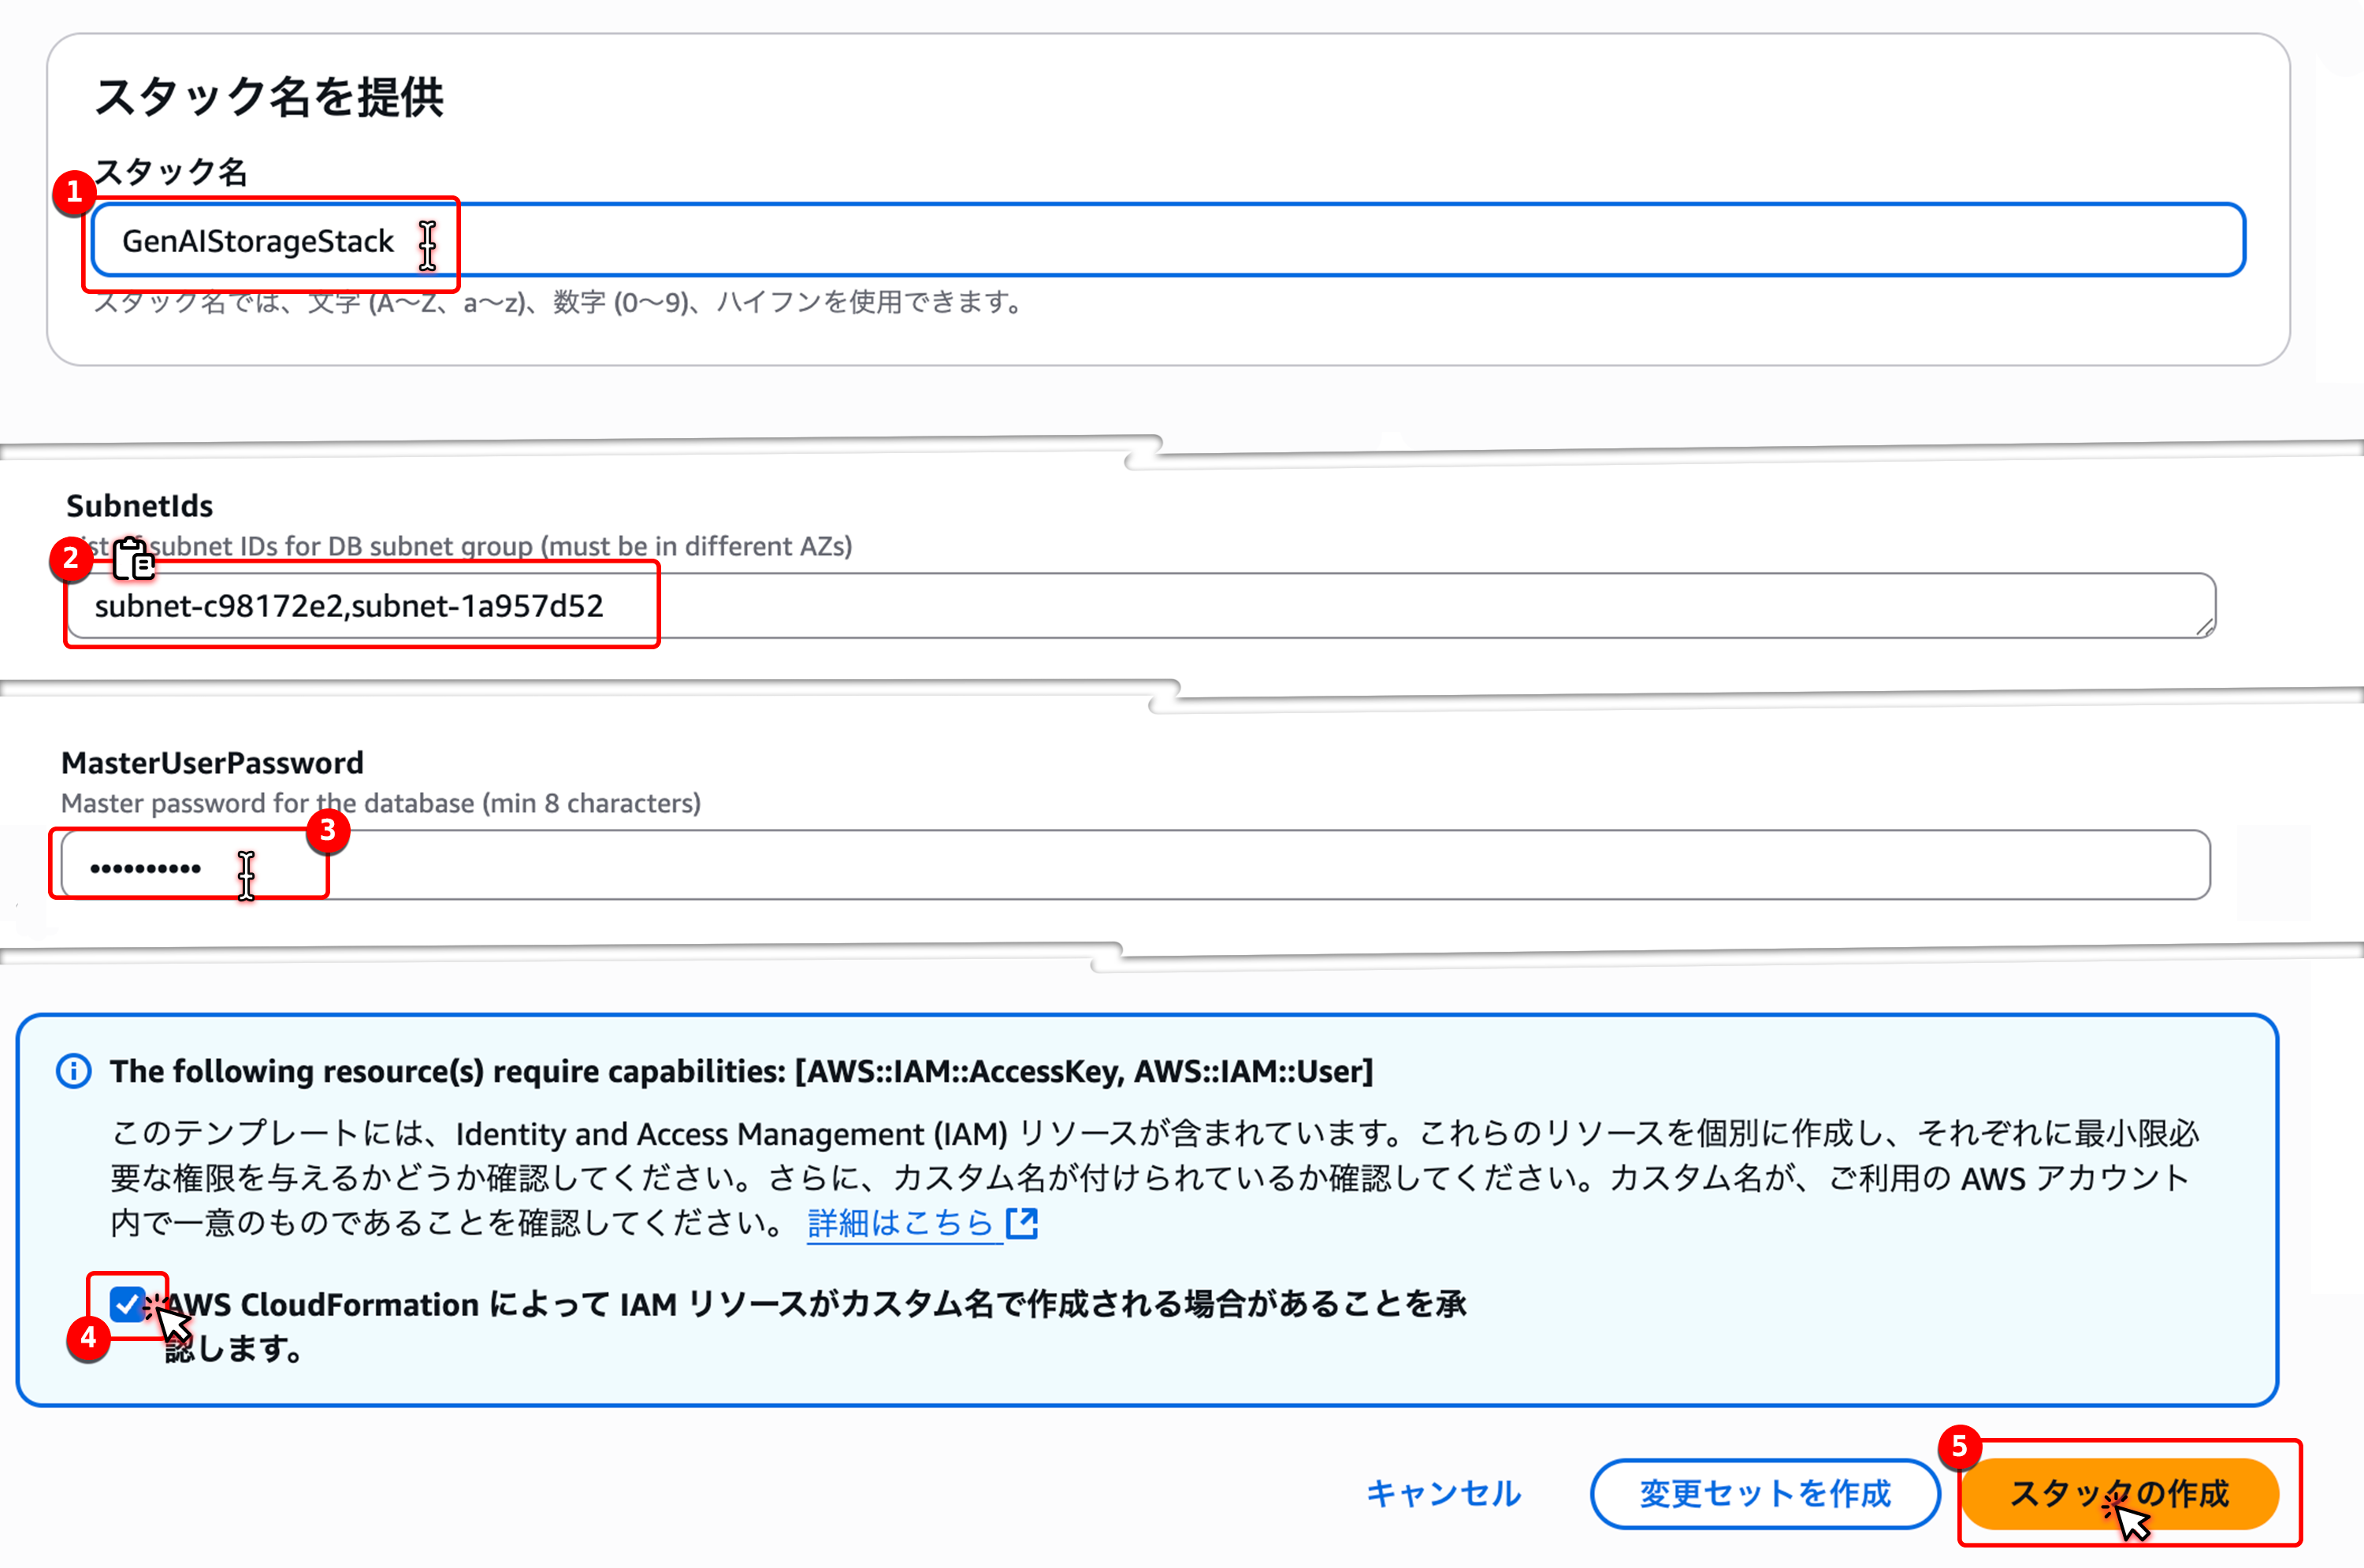 スタック名を提供
スタック名
1
GenAIStorageStack
スタック名では、文字 (A〜Z、a〜z)、数字 (0〜9)、ハイフンを使用できます。
SubnetIds
subnet IDs for DB subnet group (must be in different AZs)
2
subnet-c98172e2,subnet-1a957d52
MasterUserPassword
Master password for the database (min 8 characters)
3
••••••••••
The following resource(s) require capabilities: [AWS::IAM::AccessKey, AWS::IAM::User]
このテンプレートには、Identity and Access Management (IAM) リソースが含まれています。これらのリソースを個別に作成し、それぞれに最小限必
要な権限を与えるかどうか確認してください。さらに、カスタム名が付けられているか確認してください。カスタム名が、ご利用の AWS アカウント
内で一意のものであることを確認してください。 詳細はこちら
AWS CloudFormation によって IAM リソースがカスタム名で作成される場合があることを承
認します。
4
5
キャンセル
変更セットを作成
スタックの作成